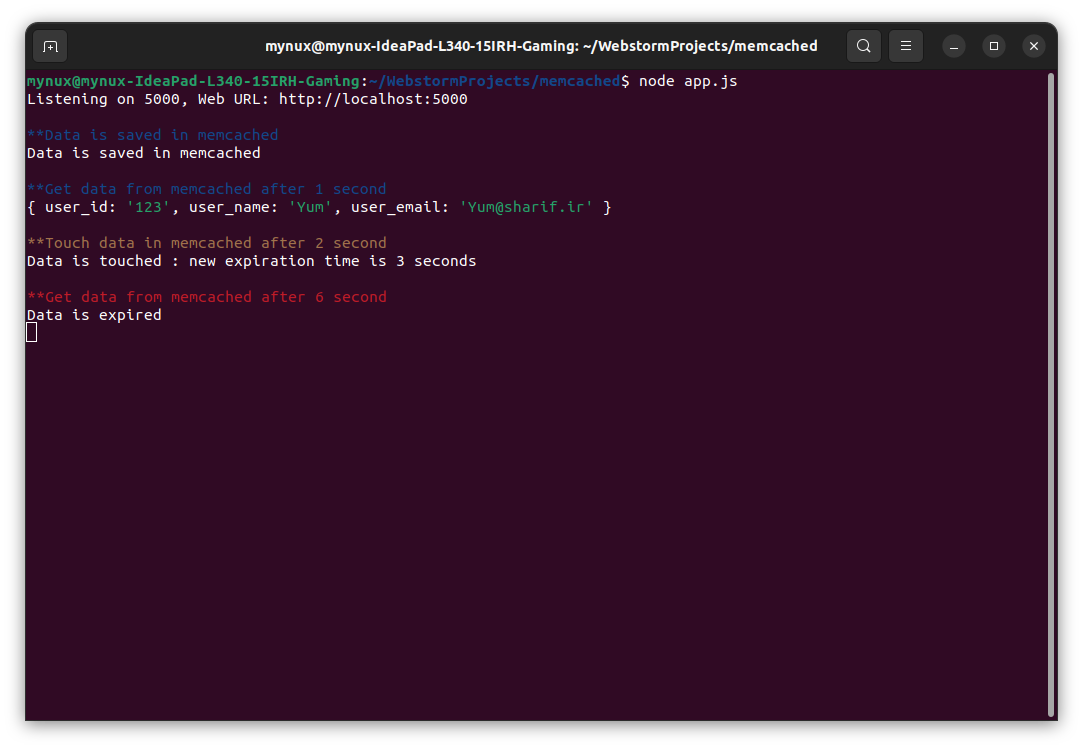 mynux@mynux-IdeaPad-L340-15IRH-Gaming: ~/WebstormProjects/memcached
mynux@mynux-IdeaPad-L340-15IRH-Gaming:~/WebstormProjects/memcached$ node app.js
Listening on 5000, Web URL: http://localhost:5000
**Data is saved in memcached
Data is saved in memcached
**Get data from memcached after 1 second
{ user_id: '123', user_name: 'Yum', user_email: 'Yum@sharif.ir' }
**Touch data in memcached after 2 second
Data is touched : new expiration time is 3 seconds
**Get data from memcached after 6 second
Data is expired